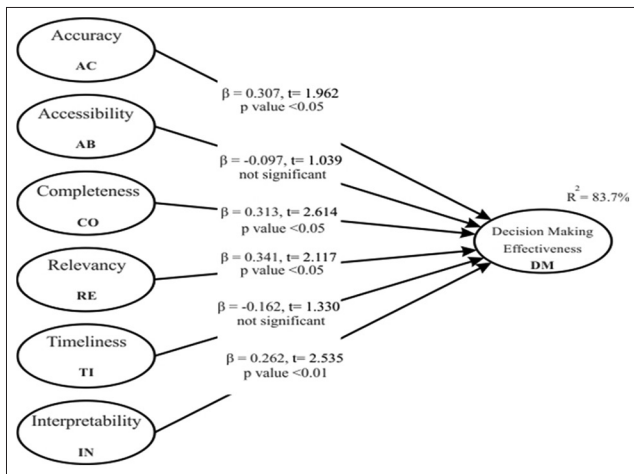 Accuracy
AC
β = 0.307, t= 1.962
p value <0.05
Accessibility
AB
β = -0.097, t= 1.039
not significant
Completeness
CO
β = 0.313, t= 2.614
p value <0.05
R² = 83.7%
Decision Making
Effectiveness
DM
Relevancy
RE
β = 0.341, t= 2.117
p value <0.05
Timeliness
TI
β = -0.162, t= 1.330
not significant
Interpretability
IN
β = 0.262, t= 2.535
p value <0.01